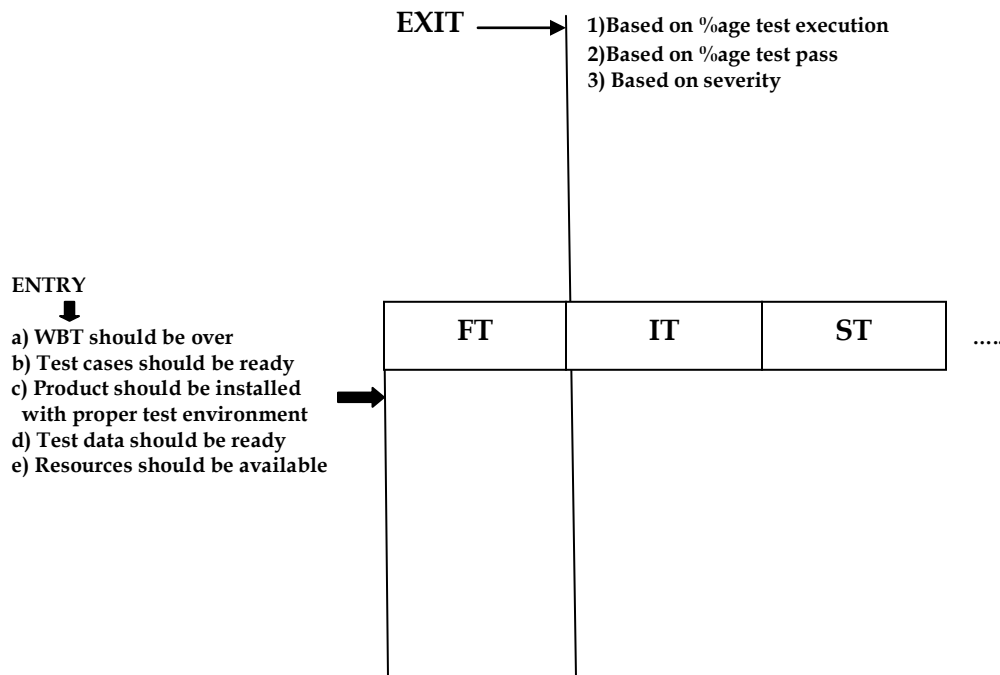 EXIT
1)Based on %age test execution
2)Based on %age test pass
3) Based on severity
ENTRY
a) WBT should be over
b) Test cases should be ready
c) Product should be installed
with proper test environment
d) Test data should be ready
e) Resources should be available
FT
IT
ST
.....